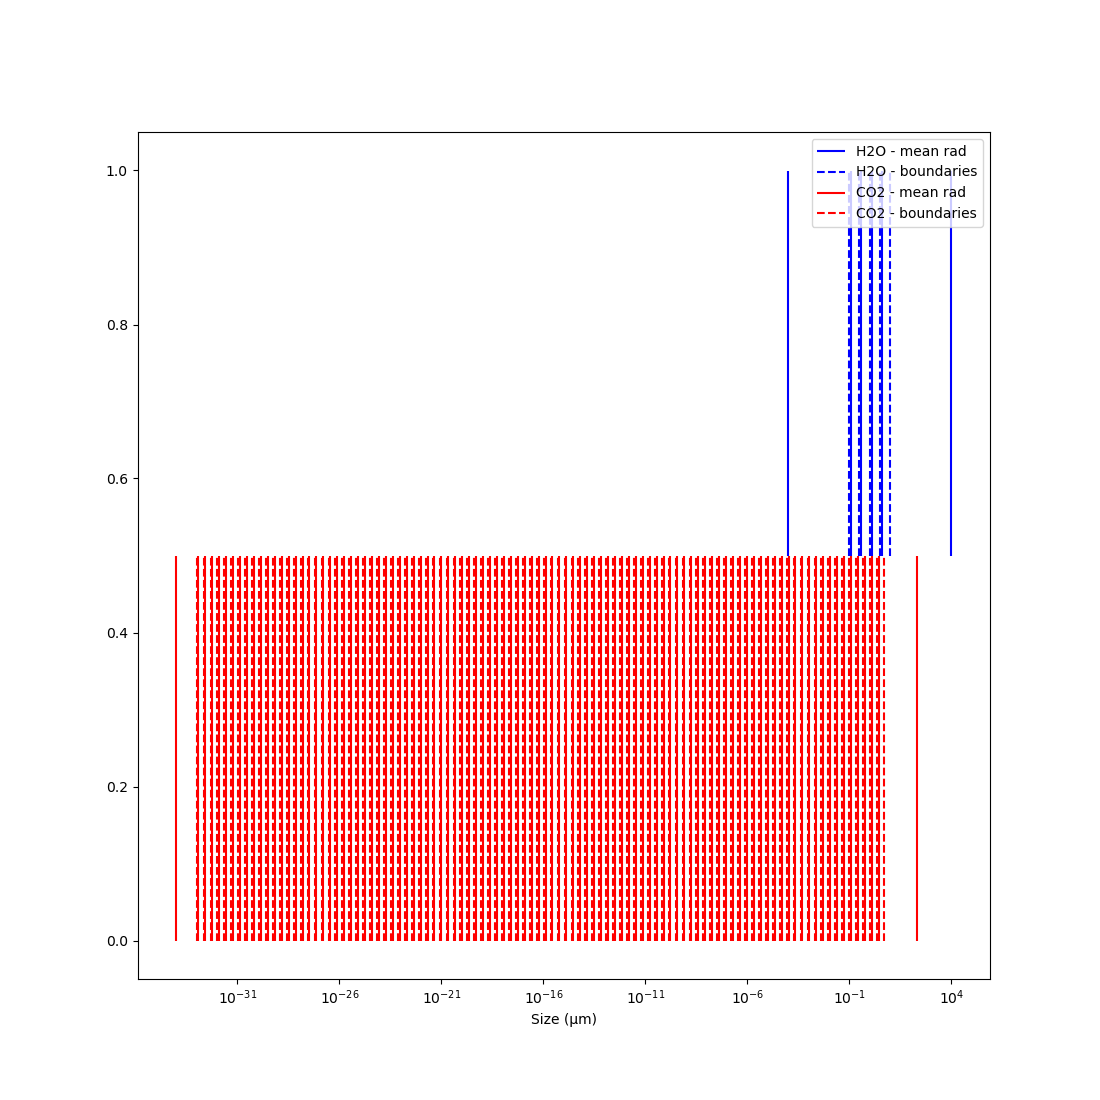 H2O - mean rad
H2O - boundaries
CO2 - mean rad
CO2 - boundaries
1.0
0.8
0.6
0.4
0.2
0.0
10⁻³¹ 10⁻²⁶ 10⁻²¹ 10⁻¹⁶ 10⁻¹¹ 10⁻⁶ 10⁻¹ 10⁴
Size (µm)